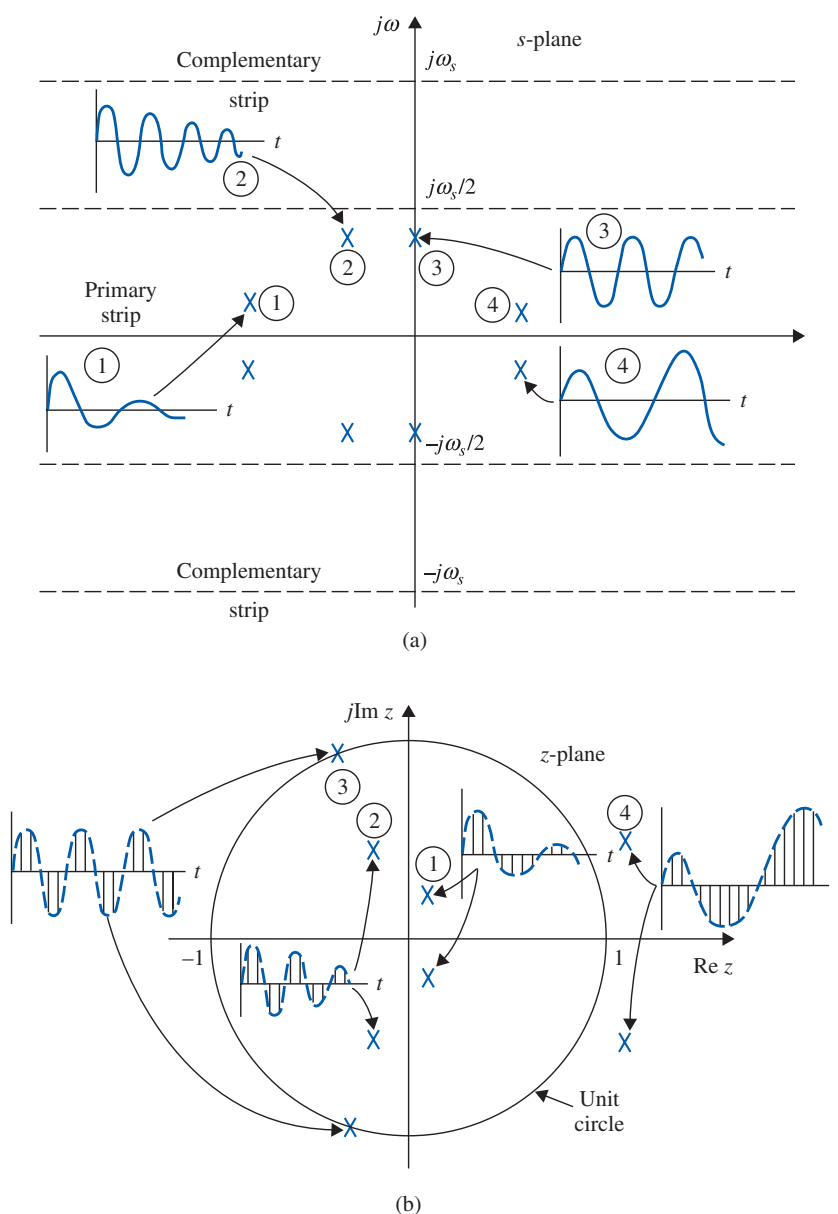 jω
s-plane
Complementary
jωs
strip
t
2
jωs/2
3
2
3
t
Primary
strip
1
4
1
4
t
t
−jωs/2
Complementary
−jωs
strip
(a)
jIm z
z-plane
3
2
4
1
t
t
−1
1
Re z
t
Unit
circle
(b)